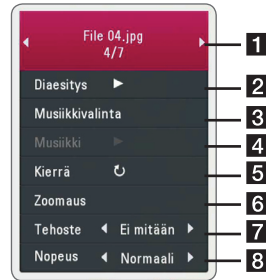 File 04.jpg
4/7
1
Diaesitys
2
Musiikkivalinta
3
Musiikki
4
Kierrä
5
Zoomaus
6
Tehoste Ei mitään
7
Nopeus Normaali
8